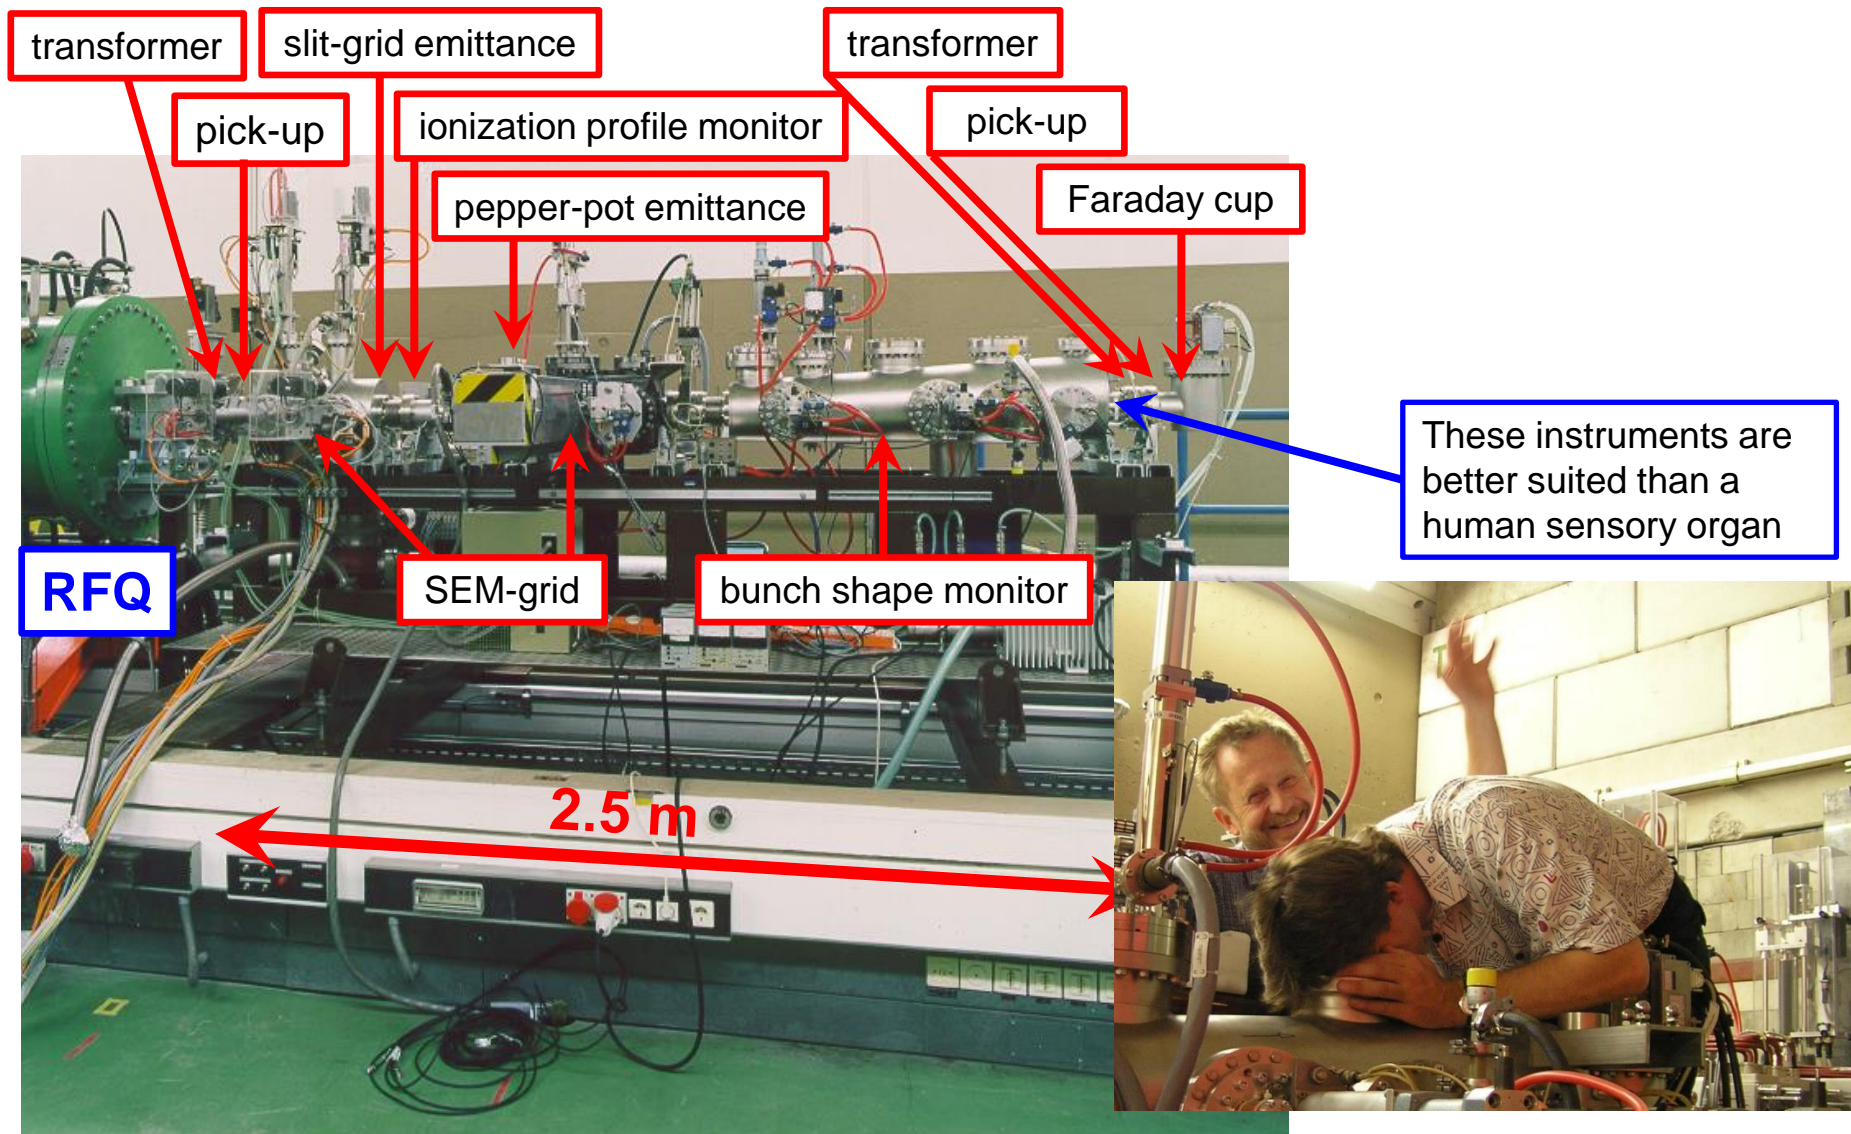 transformer
slit-grid emittance
transformer
pick-up
ionization profile monitor
pick-up
pepper-pot emittance
Faraday cup
These instruments are
better suited than a
human sensory organ
RFQ
SEM-grid
bunch shape monitor
2.5 m